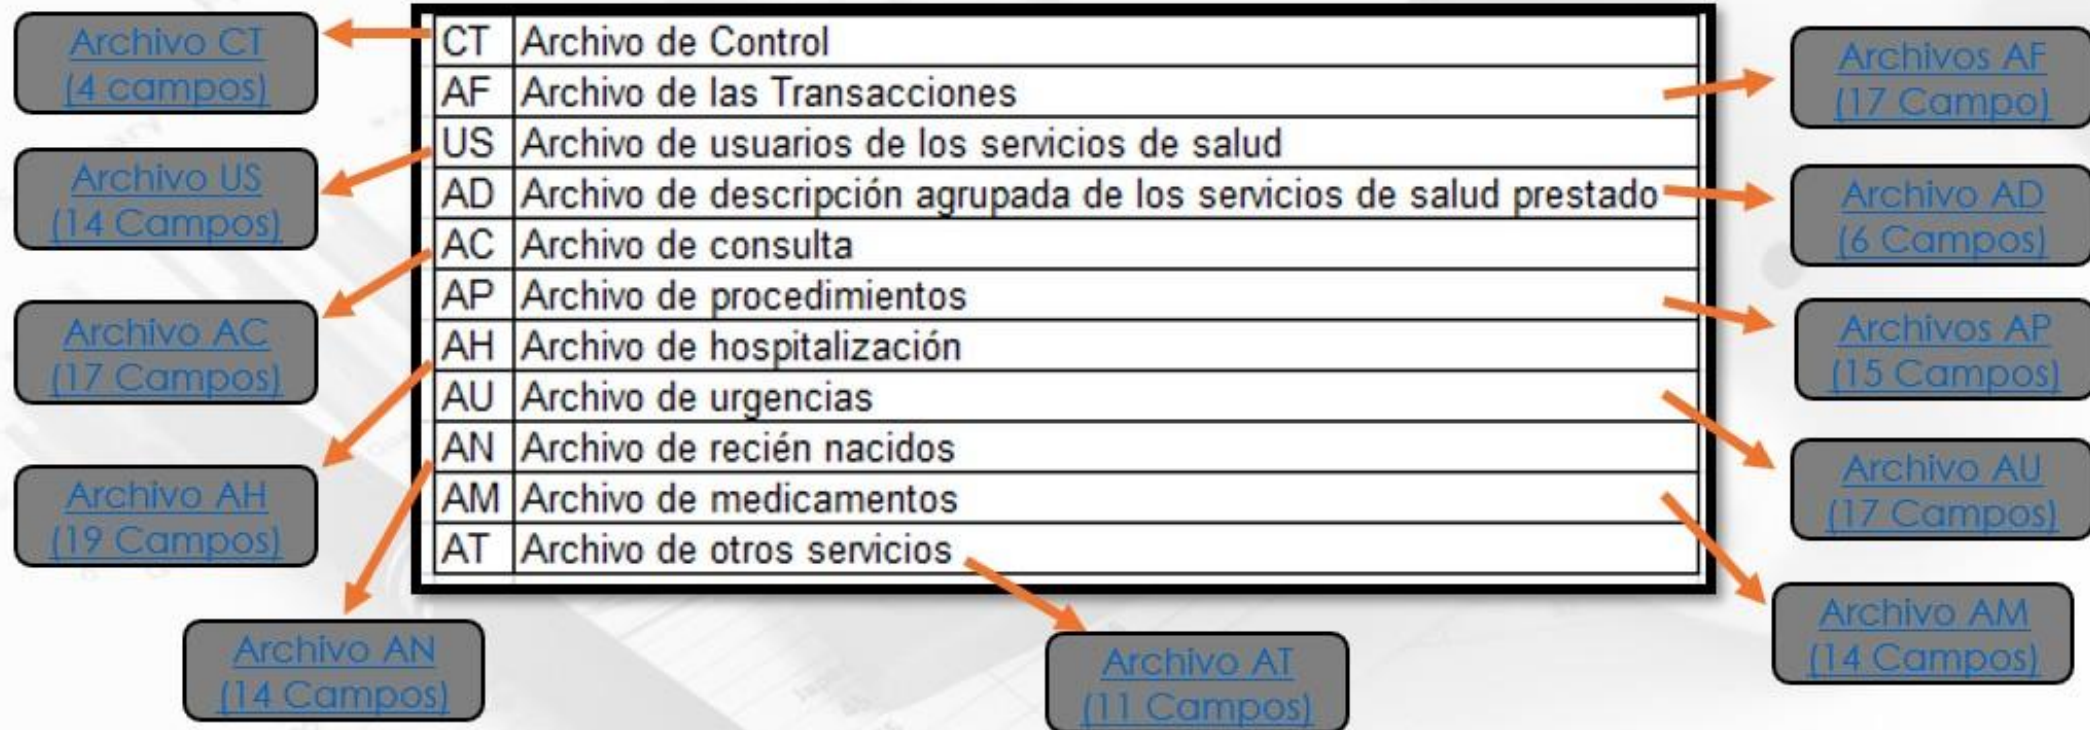 Archivo CT
(4 campos)
Archivo US
(14 Campos)
Archivo AC
(17 Campos)
Archivo AH
(19 Campos)
Archivo AN
(14 Campos)
CT Archivo de Control
AF Archivo de las Transacciones
US Archivo de usuarios de los servicios de salud
AD Archivo de descripción agrupada de los servicios de salud prestado
AC Archivo de consulta
AP Archivo de procedimientos
AH Archivo de hospitalización
AU Archivo de urgencias
AN Archivo de recién nacidos
AM Archivo de medicamentos
AT Archivo de otros servicios
Archivo AT
(11 Campos)
Archivos AF
(17 Campo)
Archivo AD
(6 Campos)
Archivos AP
(15 Campos)
Archivo AU
(17 Campos)
Archivo AM
(14 Campos)